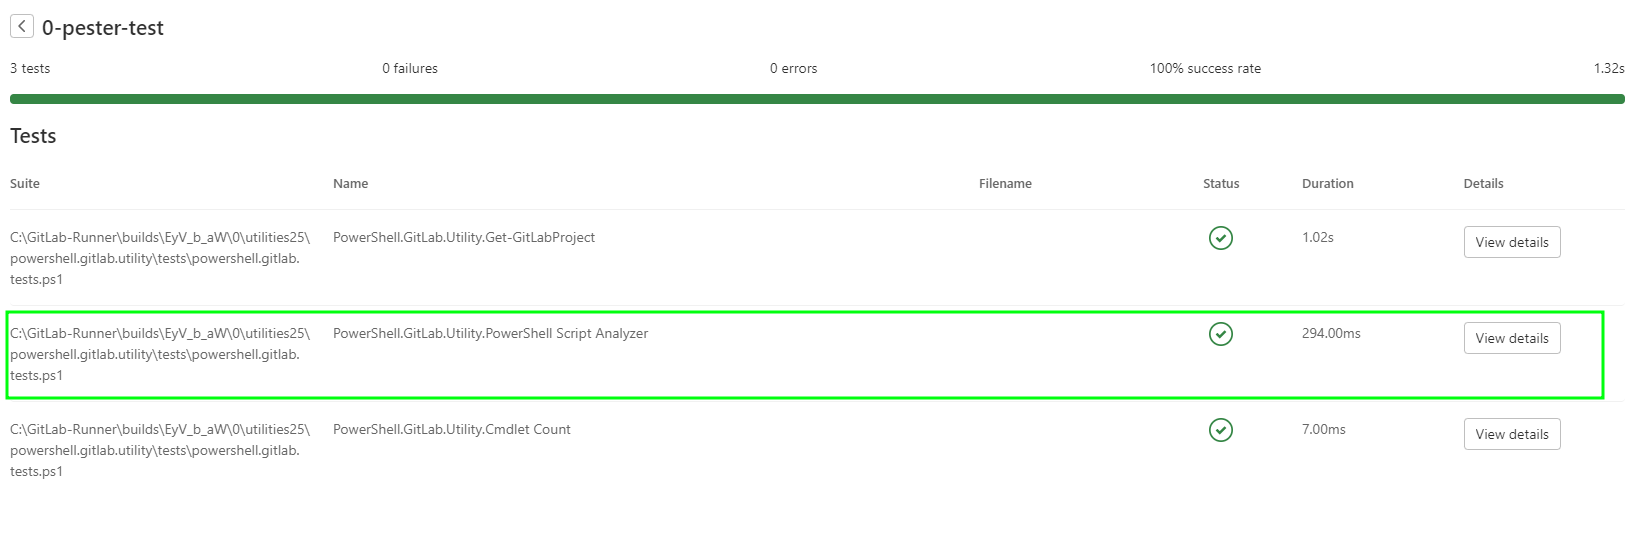 0-pester-test
3 tests 0 failures 0 errors 100% success rate 1.32s
Tests
Suite Name Filename Status Duration Details
C:\GitLab-Runner\builds\EyV_b_aW\0\utilities25\ PowerShell.GitLab.Utility.Get-GitLabProject 1.02s View details
powershell.gitlab.utility\tests\powershell.gitlab.
tests.ps1
C:\GitLab-Runner\builds\EyV_b_aW\0\utilities25\ PowerShell.GitLab.Utility.PowerShell Script Analyzer 294.00ms View details
powershell.gitlab.utility\tests\powershell.gitlab.
tests.ps1
C:\GitLab-Runner\builds\EyV_b_aW\0\utilities25\ PowerShell.GitLab.Utility.Cmdlet Count 7.00ms View details
powershell.gitlab.utility\tests\powershell.gitlab.
tests.ps1